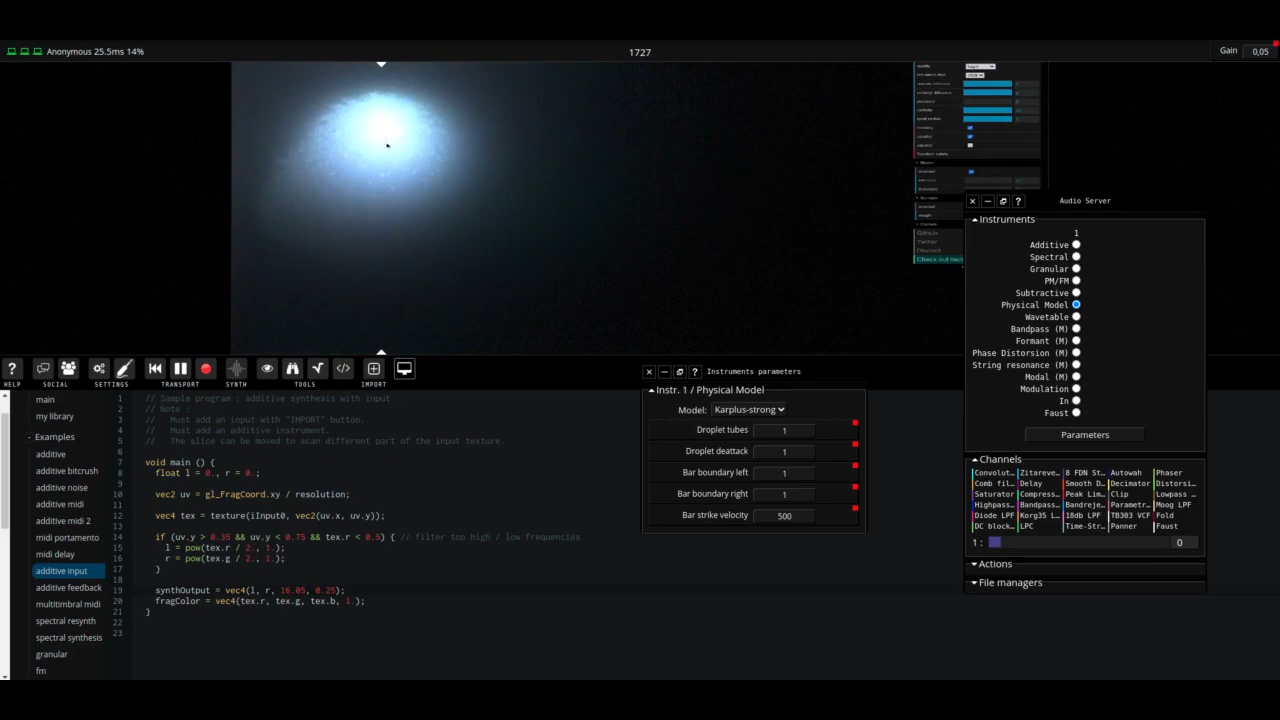 Anonymous 25.5ms 14%
1727
Gain 0,05
Random palette
Bloom
Github
Twitter
Check out mob
Audio Server
Instruments
1
Additive
Spectral
Granular
PM/FM
Subtractive
Physical Model
Wavetable
Bandpass (M)
Formant (M)
Phase Distorsion (M)
String resonance (M)
Modal (M)
Modulation
In
Faust
Parameters
Channels
Convolut… Zitareve… 8 FDN St… Autowah Phaser
Comb fil… Delay Smooth D… Decimator Distorsi…
Saturator Compress… Peak Lim… Clip Lowpass …
Highpass… Bandpass… Bandreje… Parametr… Moog LPF
Diode LPF Korg35 L… 18db LPF TB303 VCF Fold
DC block… LPC Time-Str… Panner Faust
1 : 0
Actions
File managers
? HELP
SOCIAL
SETTINGS
TRANSPORT
SYNTH
TOOLS
IMPORT
main
my library
Examples
additive
additive bitcrush
additive noise
additive midi
additive midi 2
midi portamento
midi delay
additive input
additive feedback
multitimbral midi
spectral resynth
spectral synthesis
granular
fm
1 // Sample program : additive synthesis with input
2 // Note :
3 // Must add an input with "IMPORT" button.
4 // Must add an additive instrument.
5 // The slice can be moved to scan different part of the input texture.
6
7 void main () {
8 float l = 0., r = 0.;
9
10 vec2 uv = gl_FragCoord.xy / resolution;
11
12 vec4 tex = texture(iInput0, vec2(uv.x, uv.y));
13
14 if (uv.y > 0.35 && uv.y < 0.75 && tex.r < 0.5) { // filter too high / low frequencies
15 l = pow(tex.r / 2., 1.);
16 r = pow(tex.g / 2., 1.);
17 }
18
19 synthOutput = vec4(l, r, 16.05, 0.25);
20 fragColor = vec4(tex.r, tex.g, tex.b, 1.);
21 }
22
23
Instruments parameters
Instr. 1 / Physical Model
Model: Karplus-strong
Droplet tubes 1
Droplet deattack 1
Bar boundary left 1
Bar boundary right 1
Bar strike velocity 500